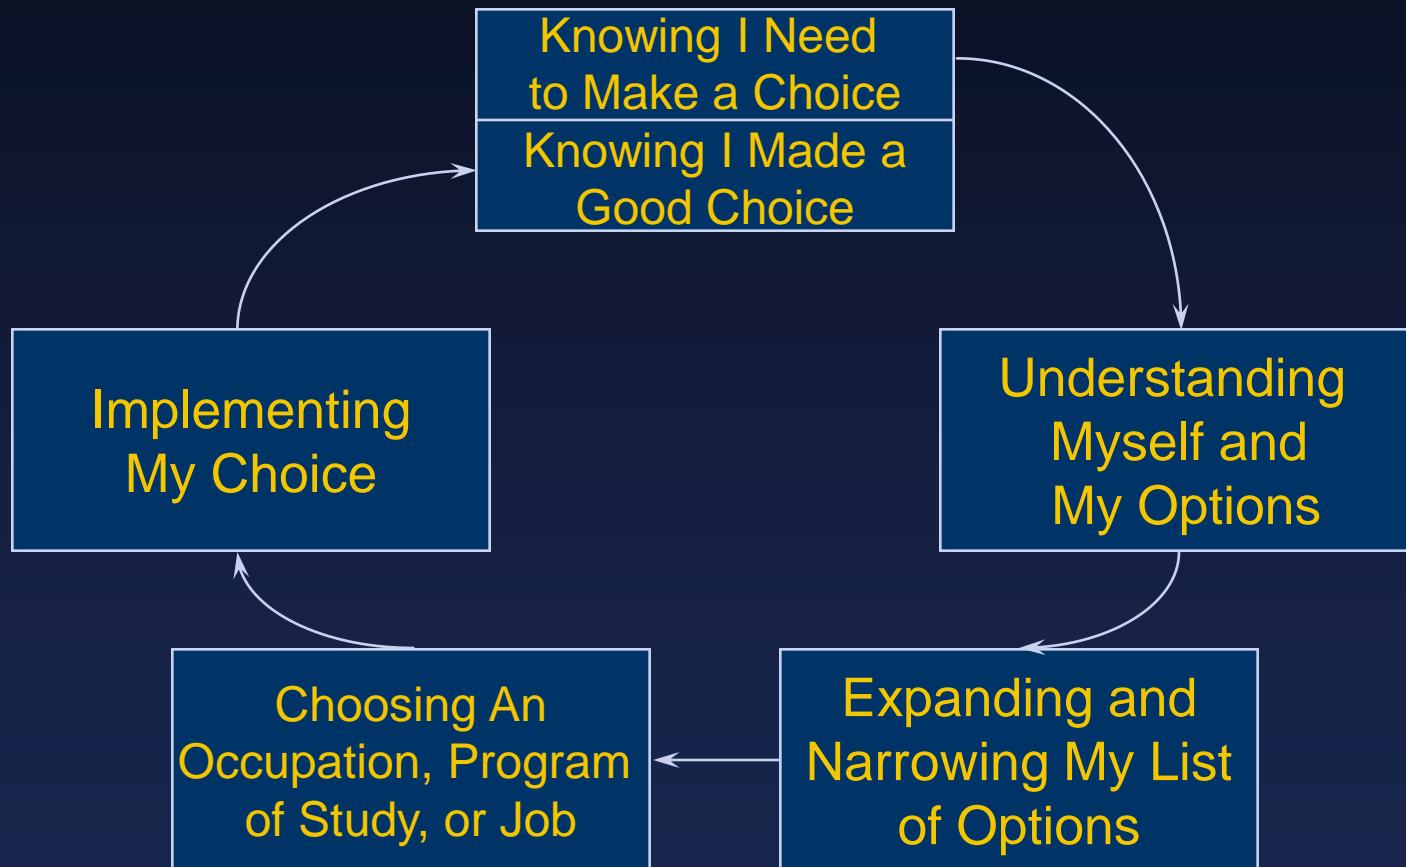 Knowing I Need
to Make a Choice
Knowing I Made a
Good Choice
Understanding
Myself and
My Options
Expanding and
Narrowing My List
of Options
Choosing An
Occupation, Program
of Study, or Job
Implementing
My Choice